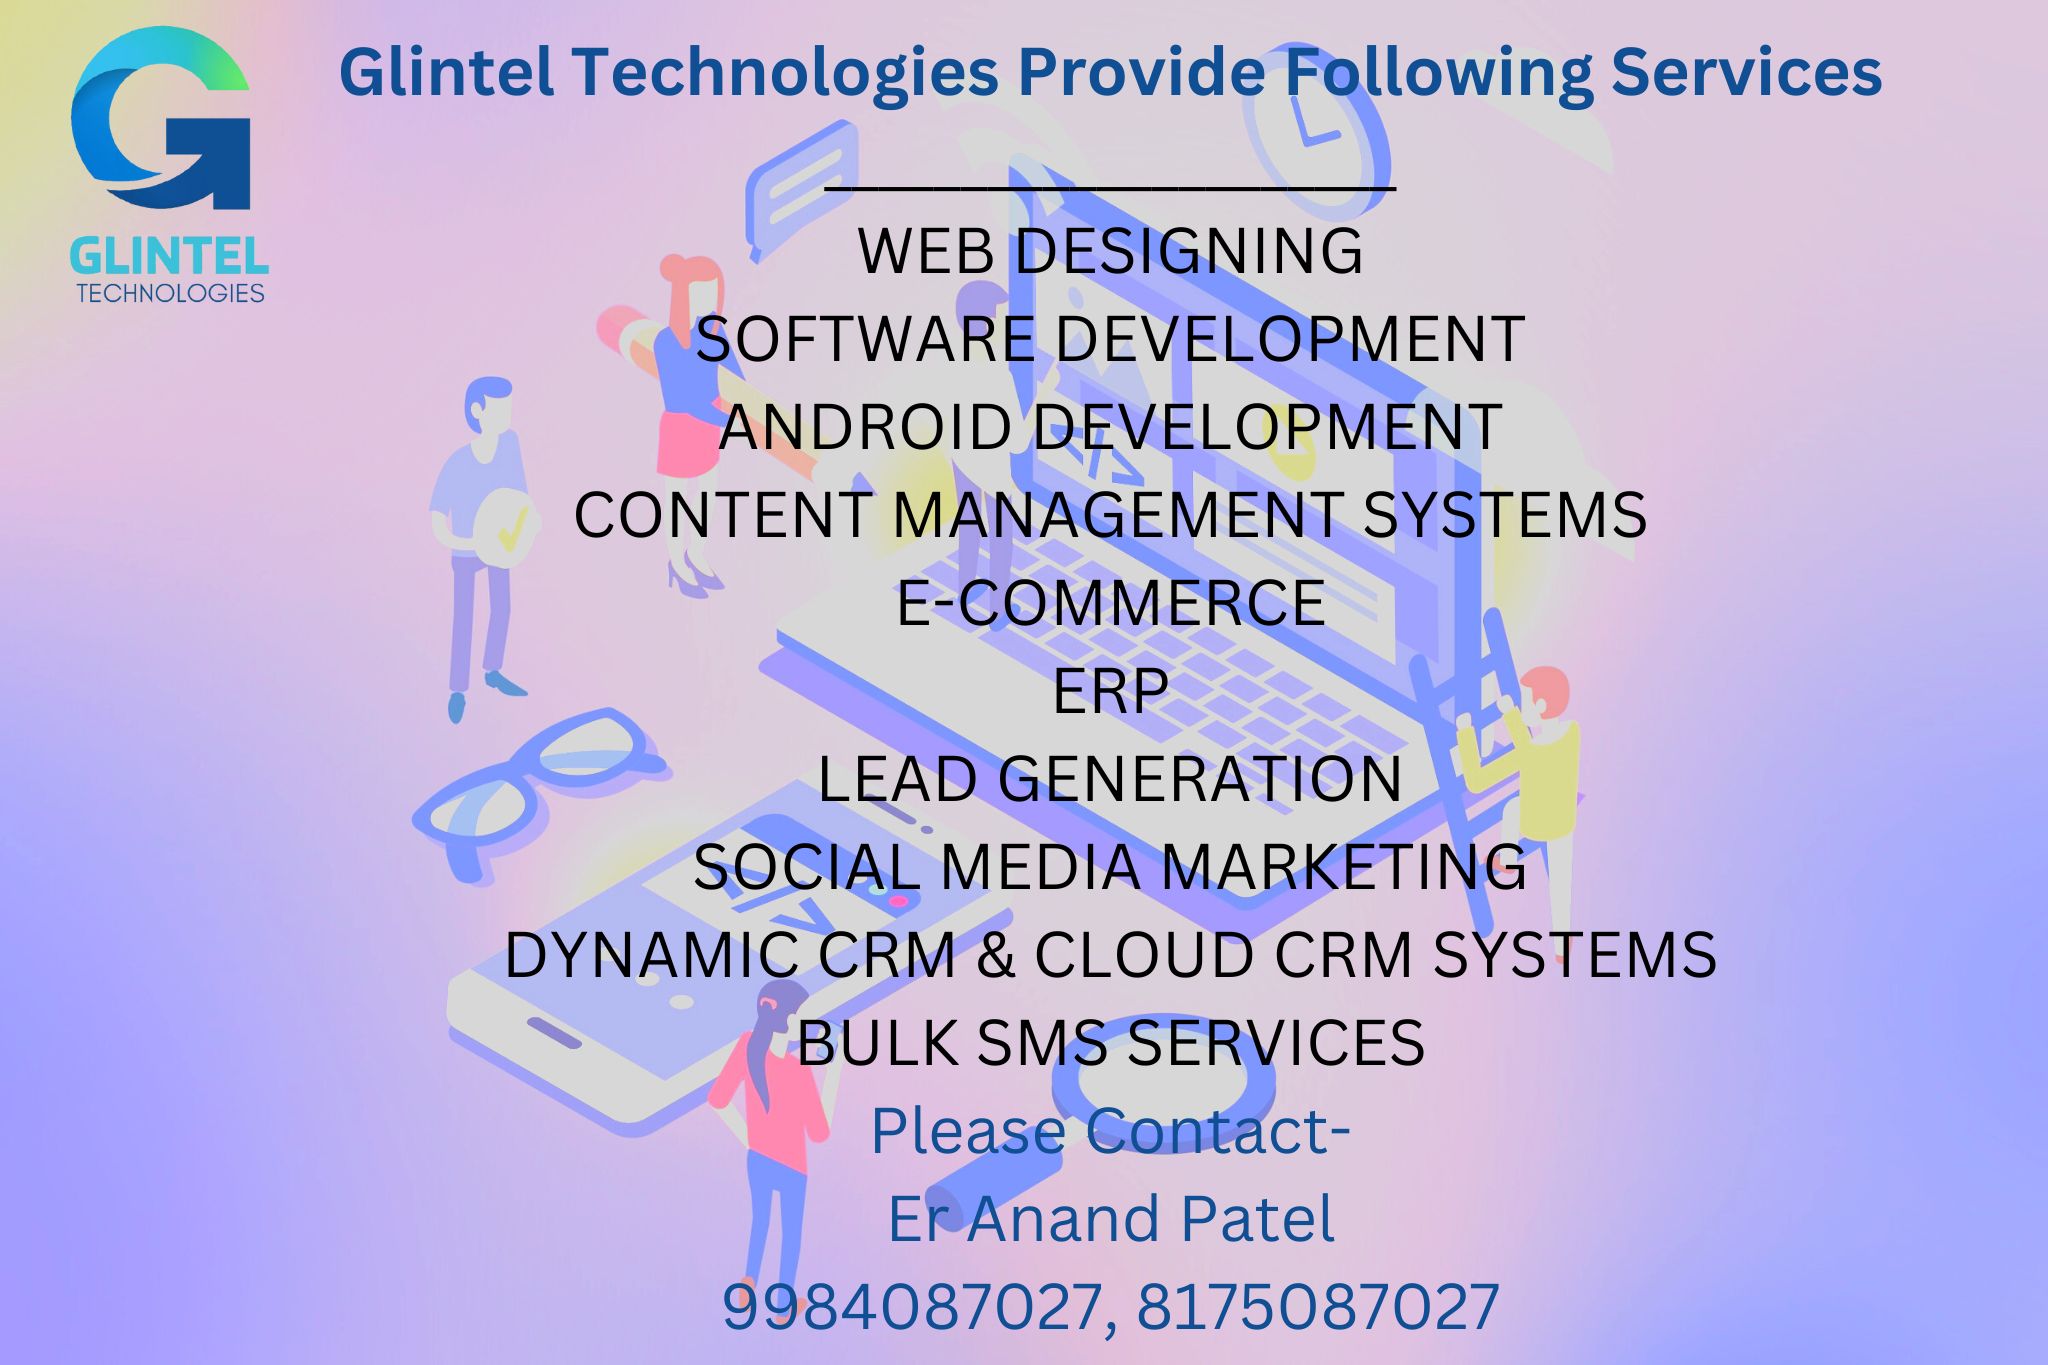 GLINTEL
TECHNOLOGIES
Glintel Technologies Provide Following Services
_____________________
WEB DESIGNING
SOFTWARE DEVELOPMENT
ANDROID DEVELOPMENT
CONTENT MANAGEMENT SYSTEMS
E-COMMERCE
ERP
LEAD GENERATION
SOCIAL MEDIA MARKETING
DYNAMIC CRM & CLOUD CRM SYSTEMS
BULK SMS SERVICES
Please Contact-
Er Anand Patel
9984087027, 8175087027